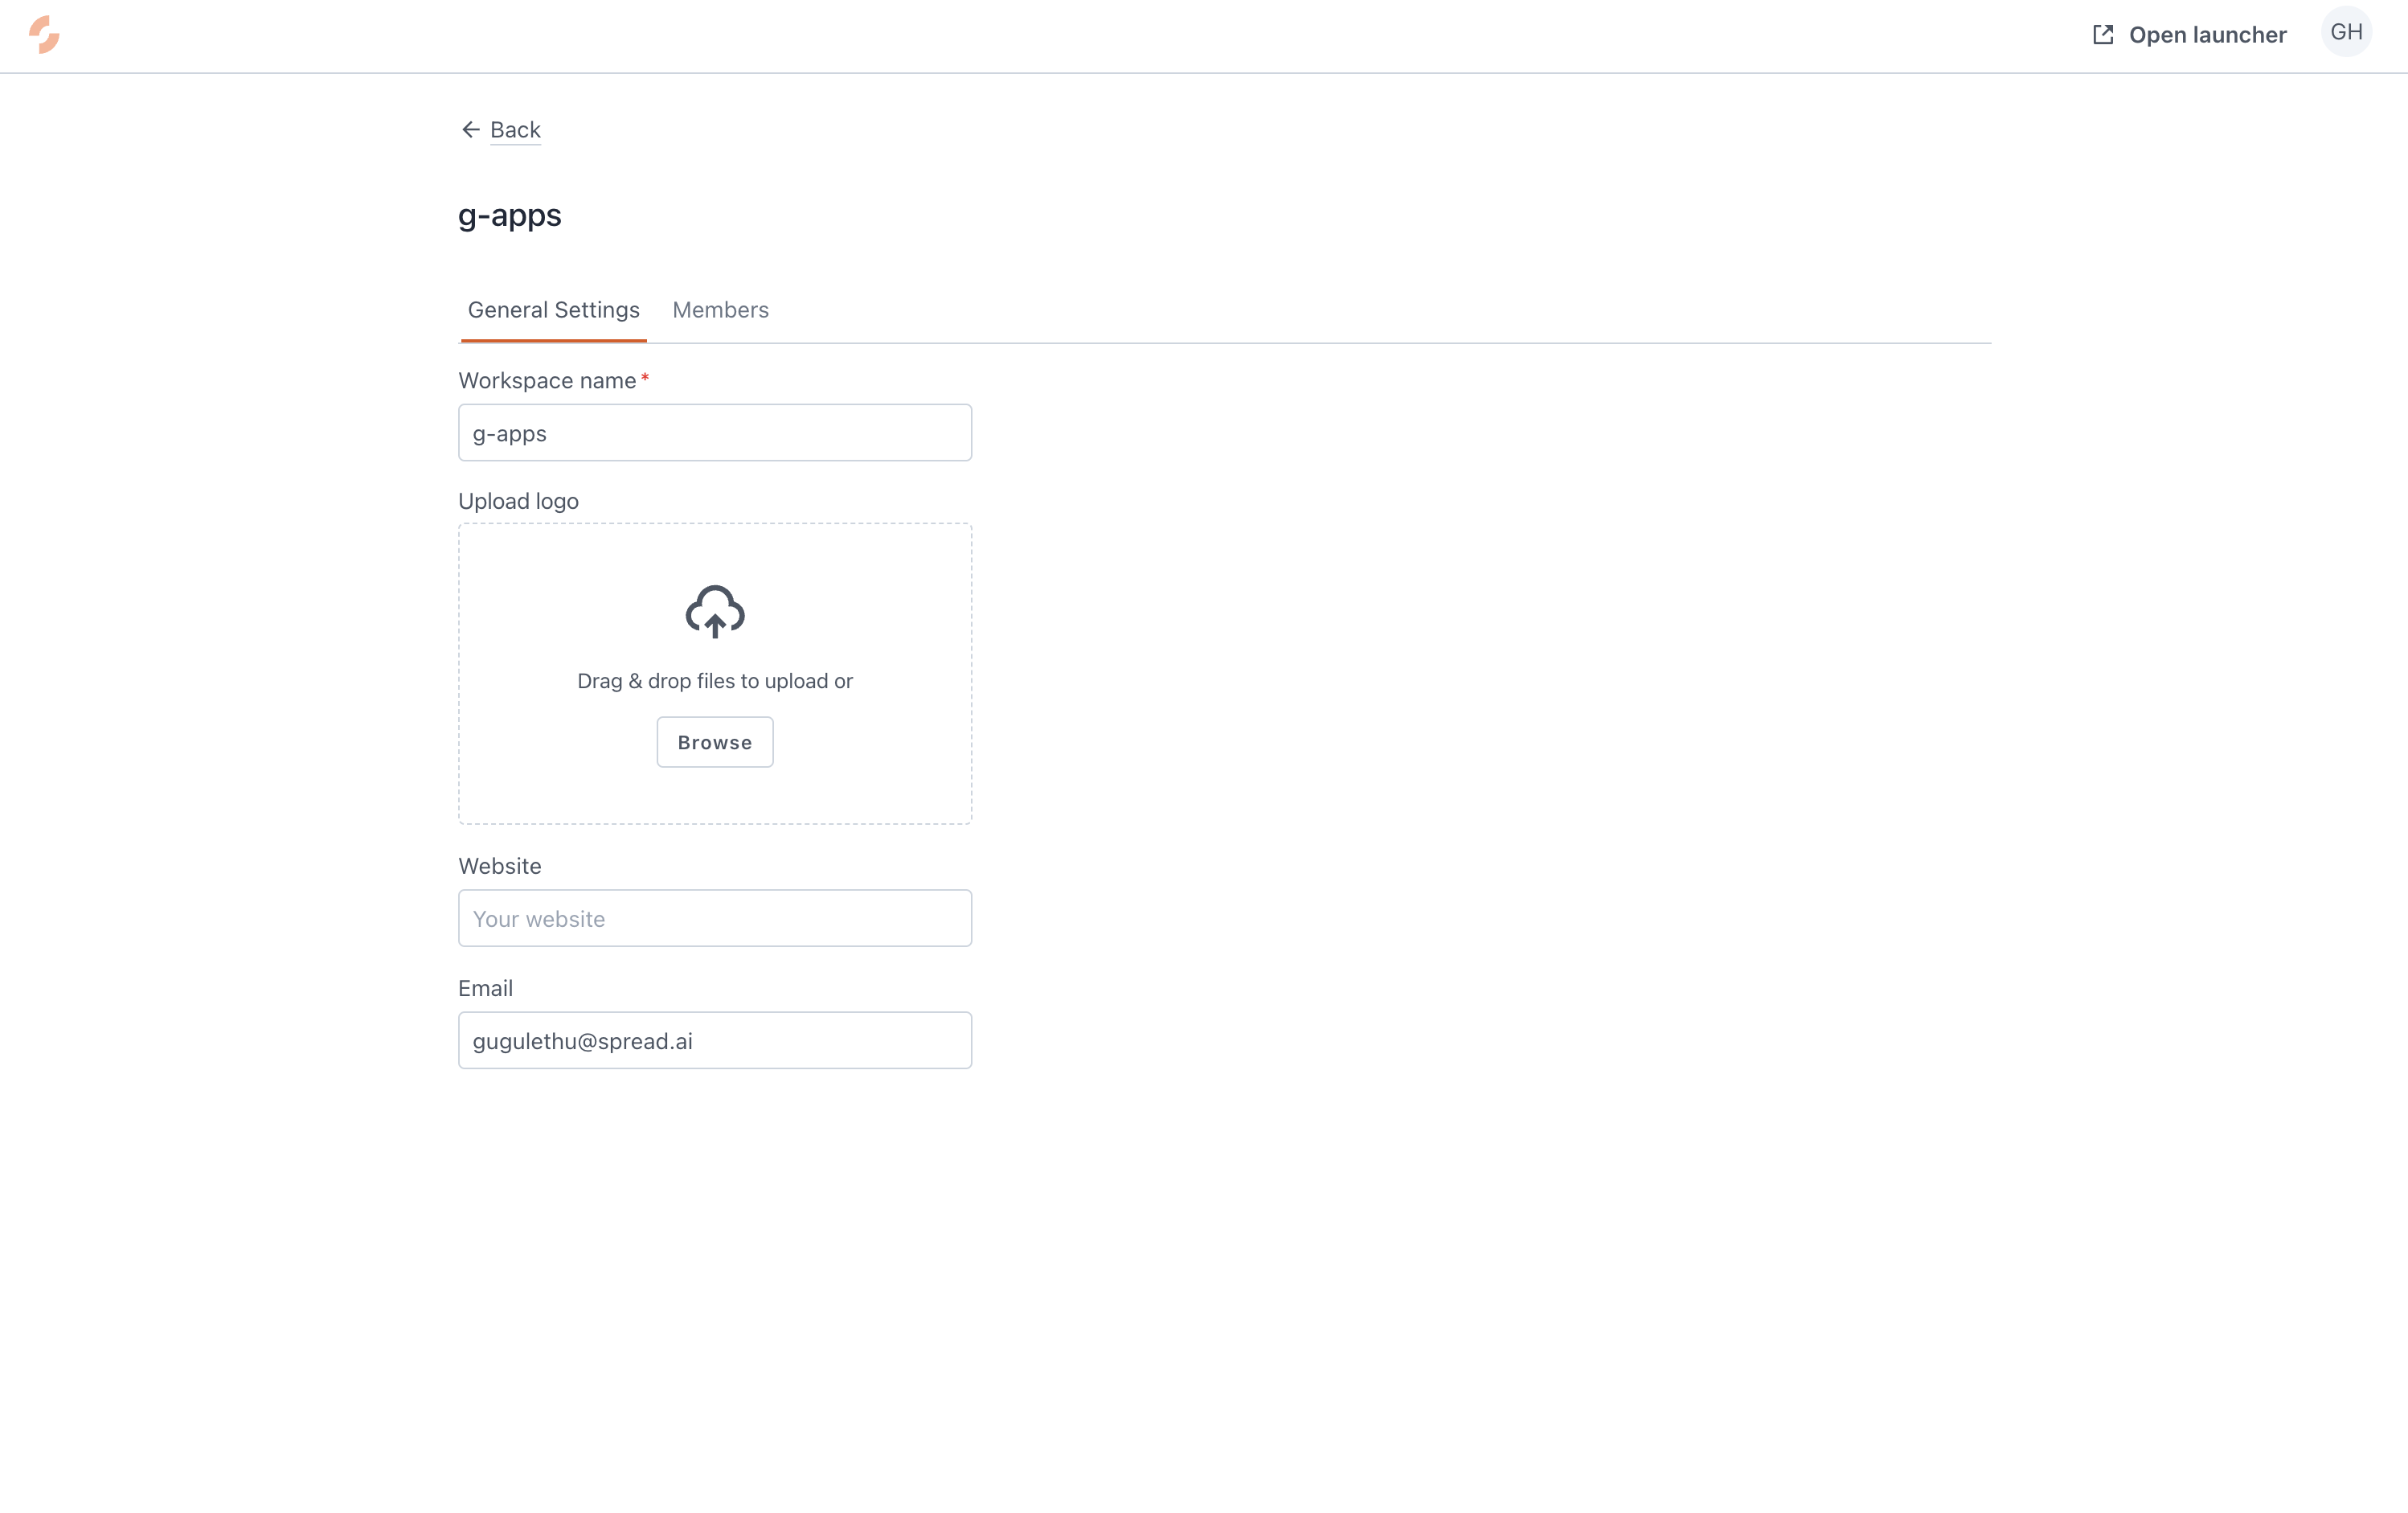 Open launcher
GH
Back
g-apps
General Settings
Members
Workspace name*
g-apps
Upload logo
Drag & drop files to upload or
Browse
Website
Your website
Email
gugulethu@spread.ai